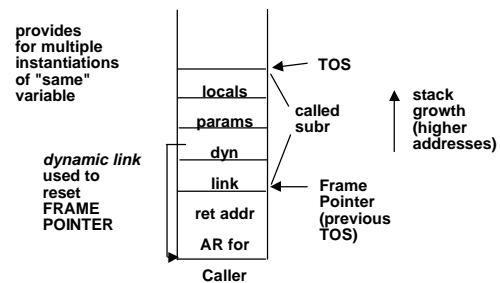 provides
for multiple
instantiations
of "same"
variable
TOS
locals
params
dyn
link
ret addr
AR for
Caller
called
subr
stack
growth
(higher
addresses)
dynamic link
used to
reset
FRAME
POINTER
Frame
Pointer
(previous
TOS)